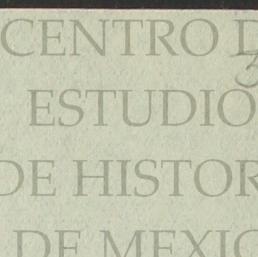 CENTRO D
ESTUDIO
DE HISTOR
DE MEXIC